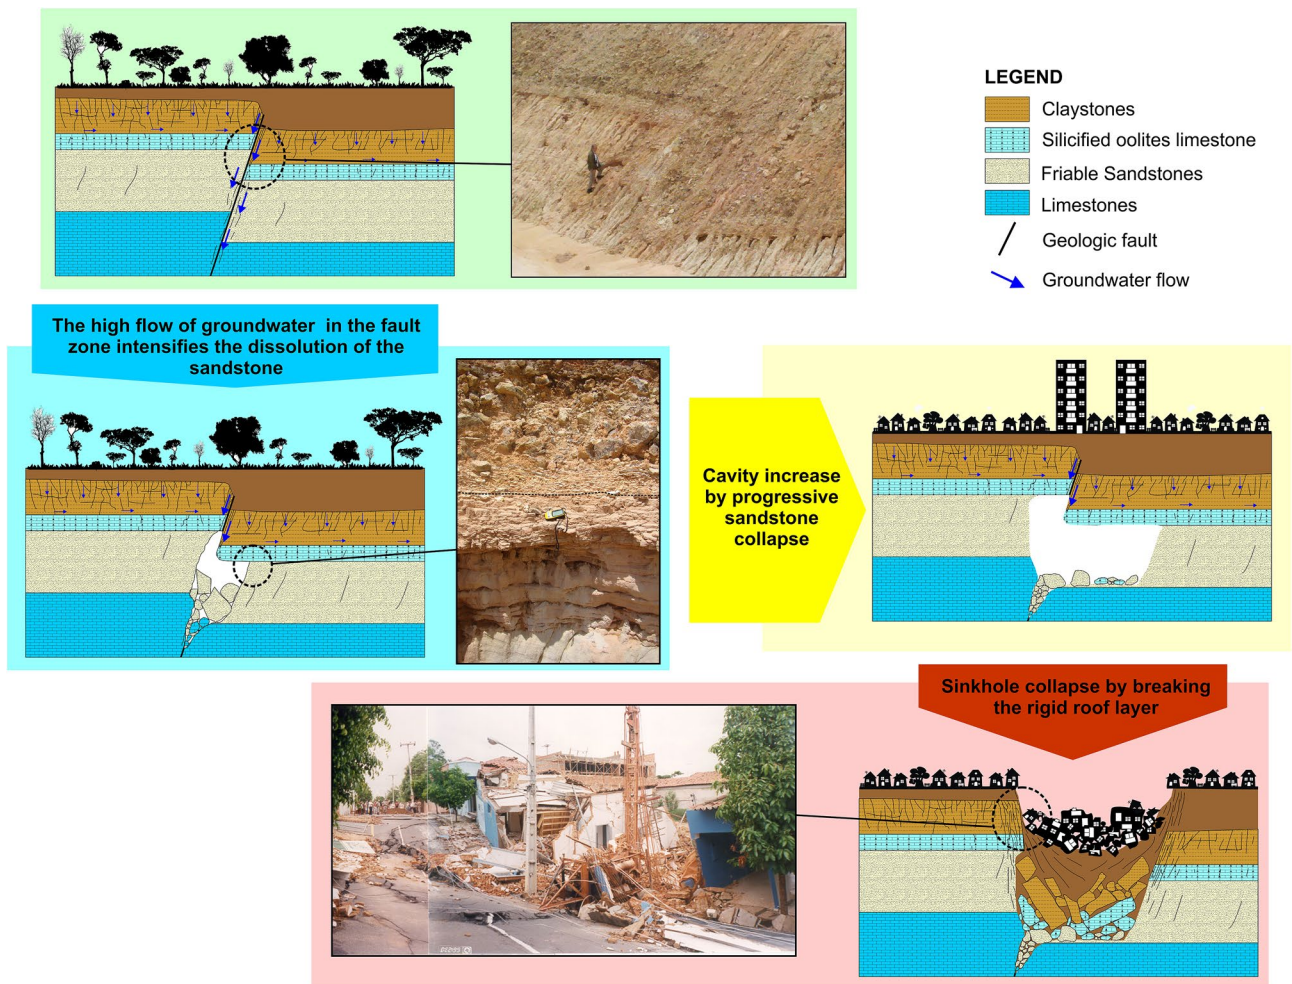 LEGEND
Claystones
Silicified oolites limestone
Friable Sandstones
Limestones
Geologic fault
Groundwater flow
The high flow of groundwater in the fault
zone intensifies the dissolution of the
sandstone
Cavity increase
by progressive
sandstone
collapse
Sinkhole collapse by breaking
the rigid roof layer